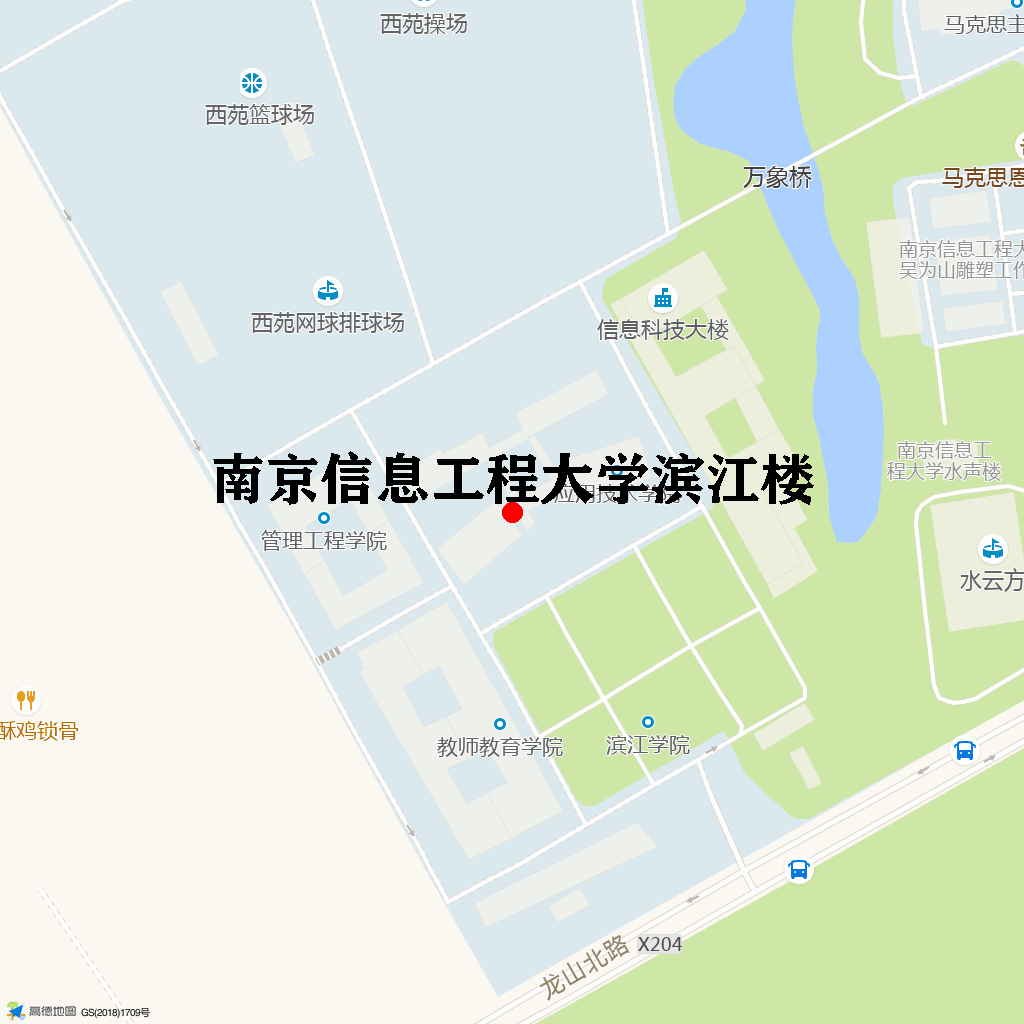 西苑操场
马克思主
西苑篮球场
万象桥
马克思恩
南京信息工程大
吴为山雕塑工作
西苑网球排球场
信息科技大楼
南京信息工
程大学水声楼
南京信息工程大学滨江楼
应用技术学院
管理工程学院
水云方
酥鸡锁骨
教师教育学院
滨江学院
X204
龙山北路
高德地图 GS(2018)1709号